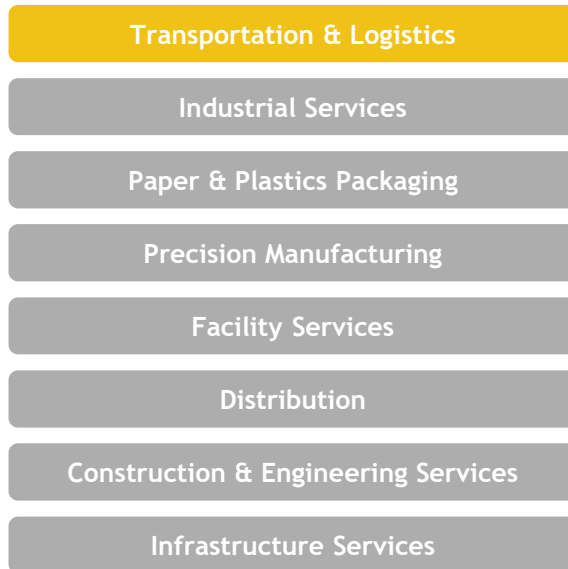 Transportation & Logistics
Industrial Services
Paper & Plastics Packaging
Precision Manufacturing
Facility Services
Distribution
Construction & Engineering Services
Infrastructure Services